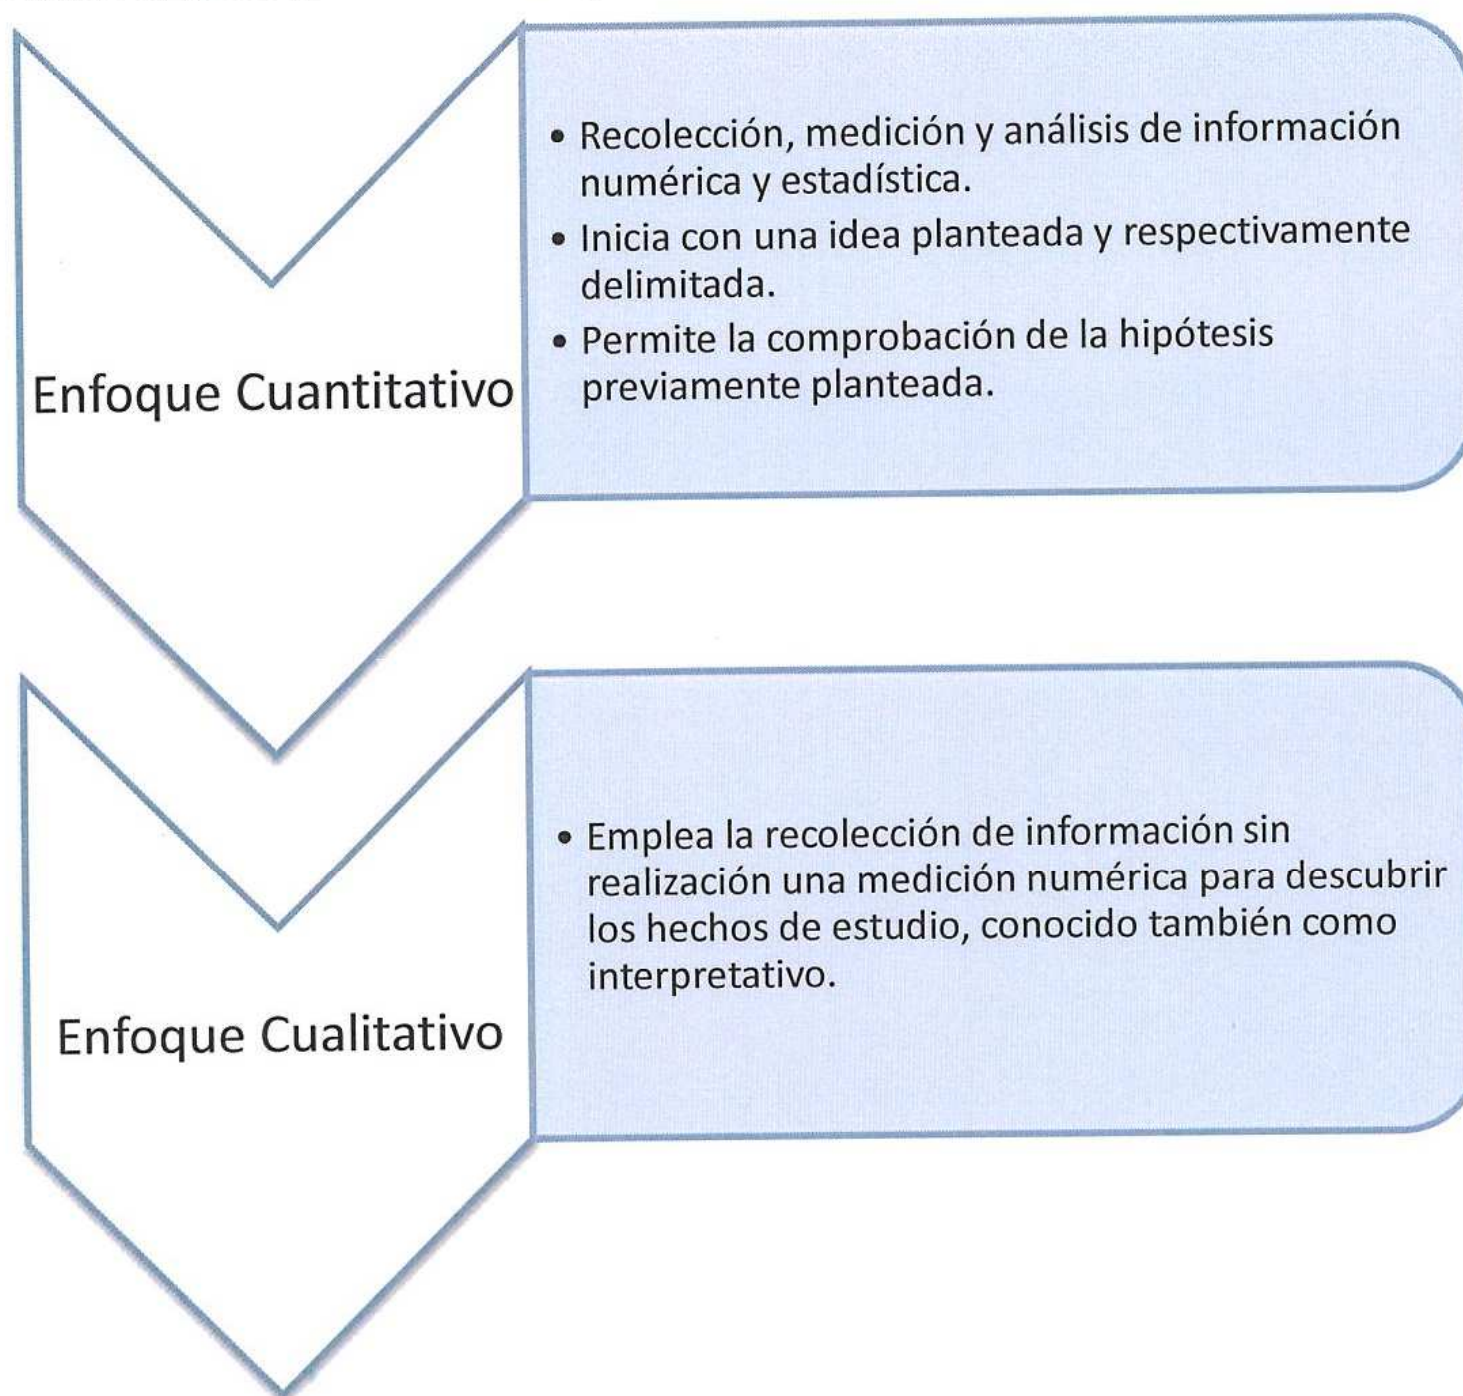 Enfoque Cuantitativo
• Recolección, medición y análisis de información
numérica y estadística.
• Inicia con una idea planteada y respectivamente
delimitada.
• Permite la comprobación de la hipótesis
previamente planteada.
Enfoque Cualitativo
• Emplea la recolección de información sin
realización una medición numérica para descubrir
los hechos de estudio, conocido también como
interpretativo.